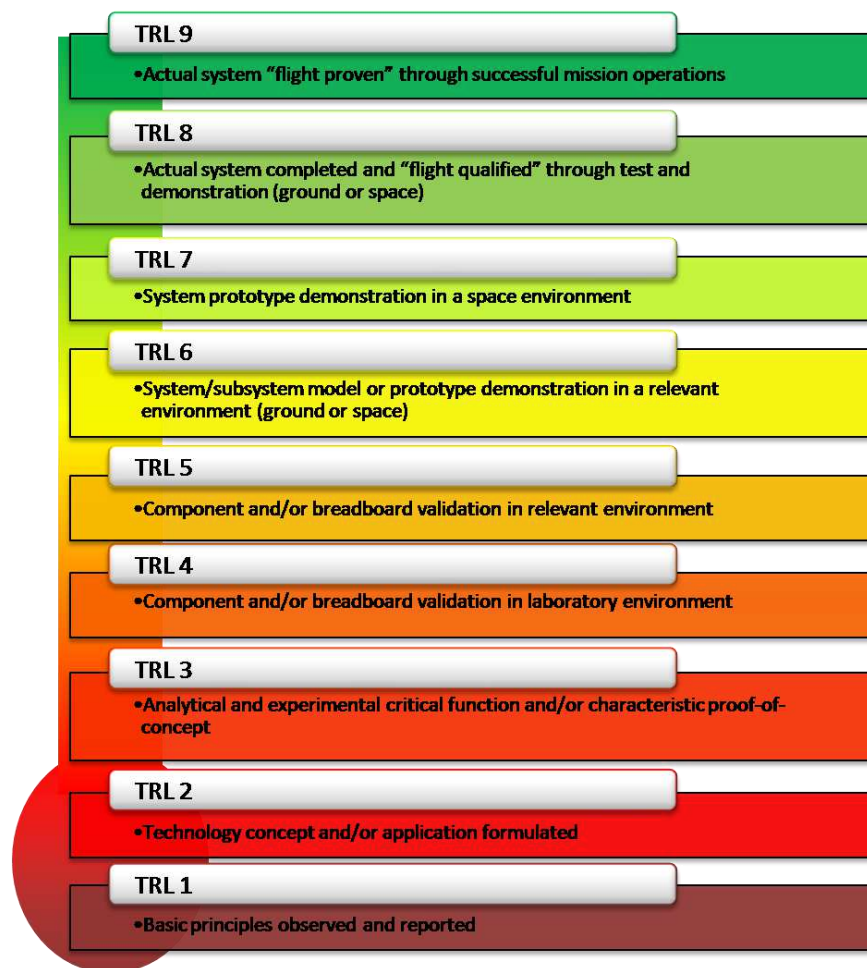 TRL 9
•Actual system “flight proven” through successful mission operations
TRL 8
•Actual system completed and “flight qualified” through test and
demonstration (ground or space)
TRL 7
•System prototype demonstration in a space environment
TRL 6
•System/subsystem model or prototype demonstration in a relevant
environment (ground or space)
TRL 5
•Component and/or breadboard validation in relevant environment
TRL 4
•Component and/or breadboard validation in laboratory environment
TRL 3
•Analytical and experimental critical function and/or characteristic proof-of-
concept
TRL 2
•Technology concept and/or application formulated
TRL 1
•Basic principles observed and reported